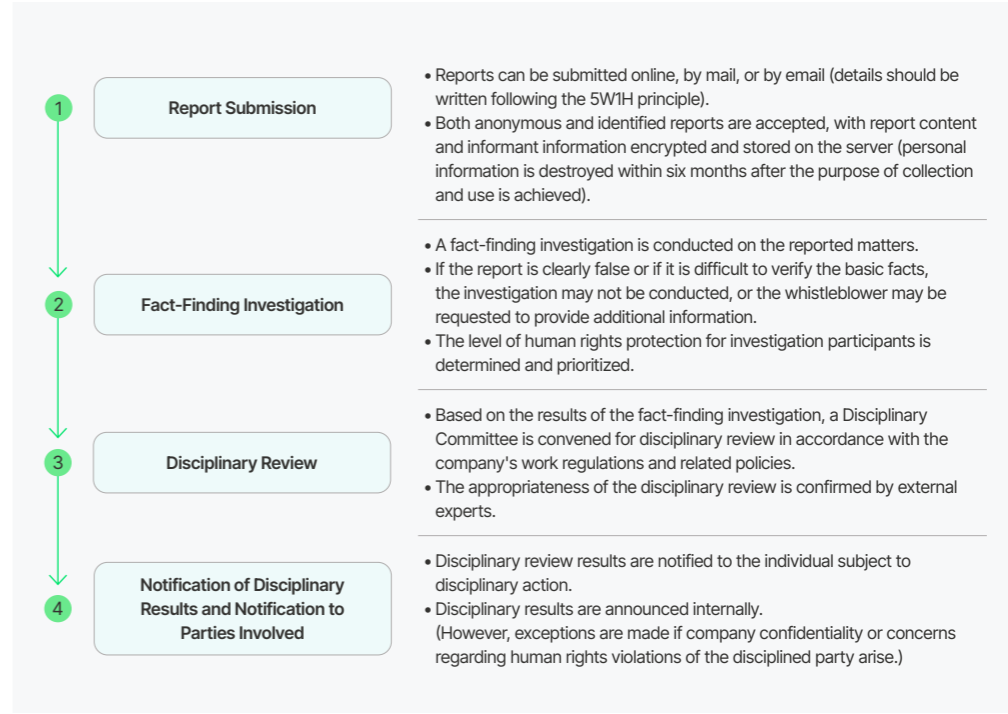 1
Report Submission
• Reports can be submitted online, by mail, or by email (details should be
written following the 5W1H principle).
• Both anonymous and identified reports are accepted, with report content
and informant information encrypted and stored on the server (personal
information is destroyed within six months after the purpose of collection
and use is achieved).
2
Fact-Finding Investigation
• A fact-finding investigation is conducted on the reported matters.
• If the report is clearly false or if it is difficult to verify the basic facts,
the investigation may not be conducted, or the whistleblower may be
requested to provide additional information.
• The level of human rights protection for investigation participants is
determined and prioritized.
3
Disciplinary Review
• Based on the results of the fact-finding investigation, a Disciplinary
Committee is convened for disciplinary review in accordance with the
company's work regulations and related policies.
• The appropriateness of the disciplinary review is confirmed by external
experts.
4
Notification of Disciplinary
Results and Notification to
Parties Involved
• Disciplinary review results are notified to the individual subject to
disciplinary action.
• Disciplinary results are announced internally.
(However, exceptions are made if company confidentiality or concerns
regarding human rights violations of the disciplined party arise.)